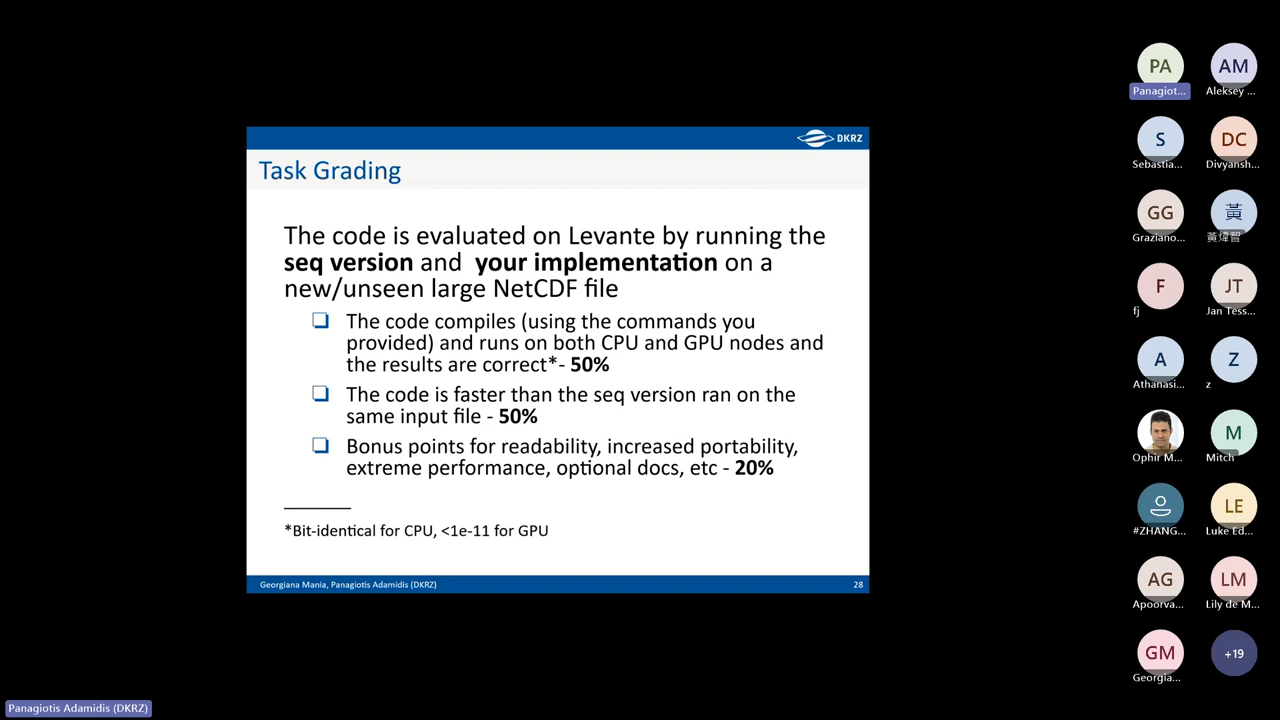 DKRZ
Task Grading
The code is evaluated on Levante by running the
seq version and your implementation on a
new/unseen large NetCDF file
The code compiles (using the commands you
provided) and runs on both CPU and GPU nodes and
the results are correct*- 50%
The code is faster than the seq version ran on the
same input file - 50%
Bonus points for readability, increased portability,
extreme performance, optional docs, etc - 20%
*Bit-identical for CPU, <1e-11 for GPU
Georgiana Mania, Panagiotis Adamidis (DKRZ)
28
PA
AM
Panagiot...
Aleksey ...
S
DC
Sebastia...
Divyansh...
GG
黃
Graziano...
黃煒智
F
JT
fj
Jan Tess...
A
Z
Athanasi...
z
M
Ophir M...
Mitch
LE
#ZHANG...
Luke Ed...
AG
LM
Apoorva...
Lily de M...
GM
+19
Georgia...
Panagiotis Adamidis (DKRZ)